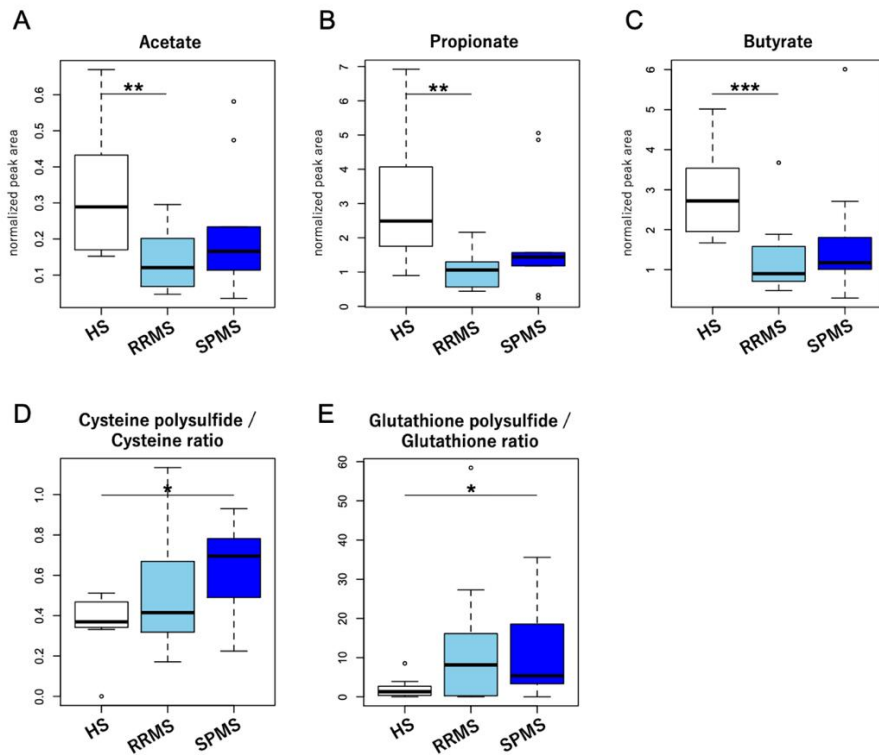 A
Acetate
normalized peak area
0.1
0.2
0.3
0.4
0.5
0.6
**
HS
RRMS
SPMS
B
Propionate
normalized peak area
0
1
2
3
4
5
6
7
**
HS
RRMS
SPMS
C
Butyrate
normalized peak area
1
2
3
4
5
6
***
HS
RRMS
SPMS
D
Cysteine polysulfide /
Cysteine ratio
0.0
0.2
0.4
0.6
0.8
1.0
*
HS
RRMS
SPMS
E
Glutathione polysulfide /
Glutathione ratio
0
10
20
30
40
50
60
*
HS
RRMS
SPMS